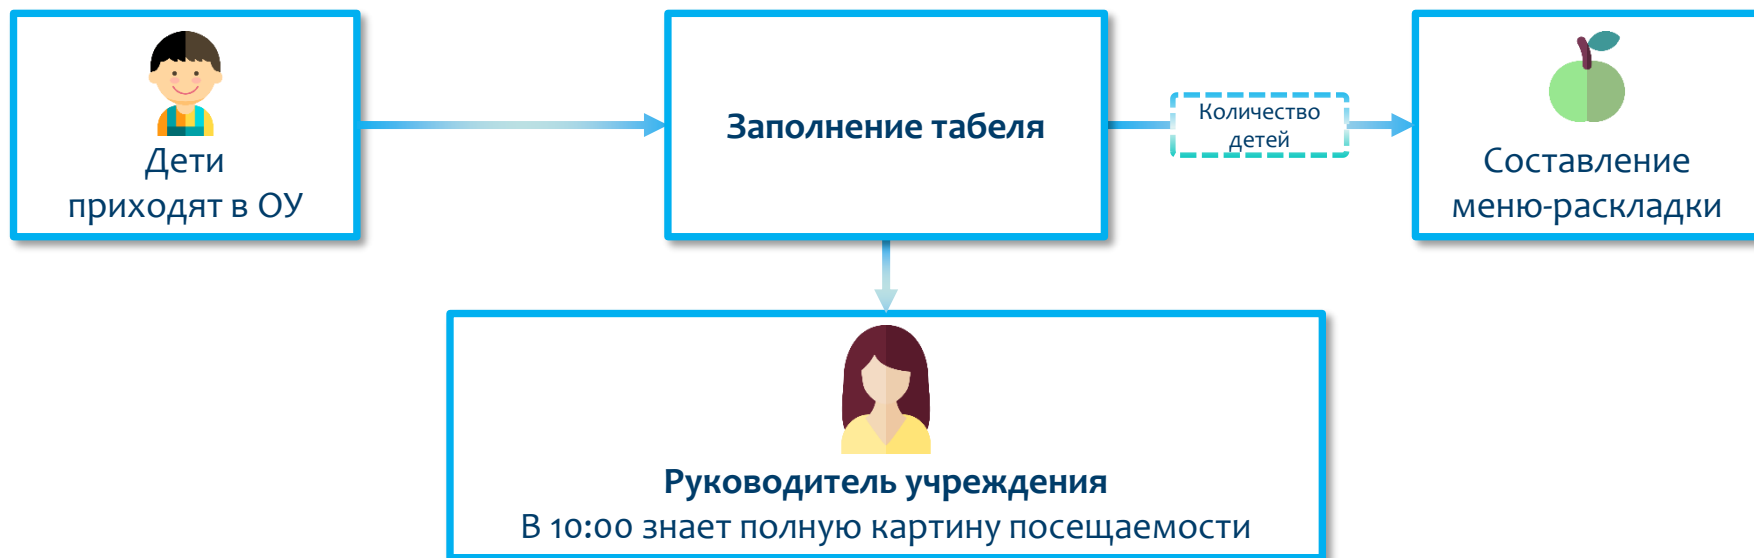 Дети
приходят в ОУ
Заполнение табеля
Количество
детей
Составление
меню-раскладки
Руководитель учреждения
В 10:00 знает полную картину посещаемости